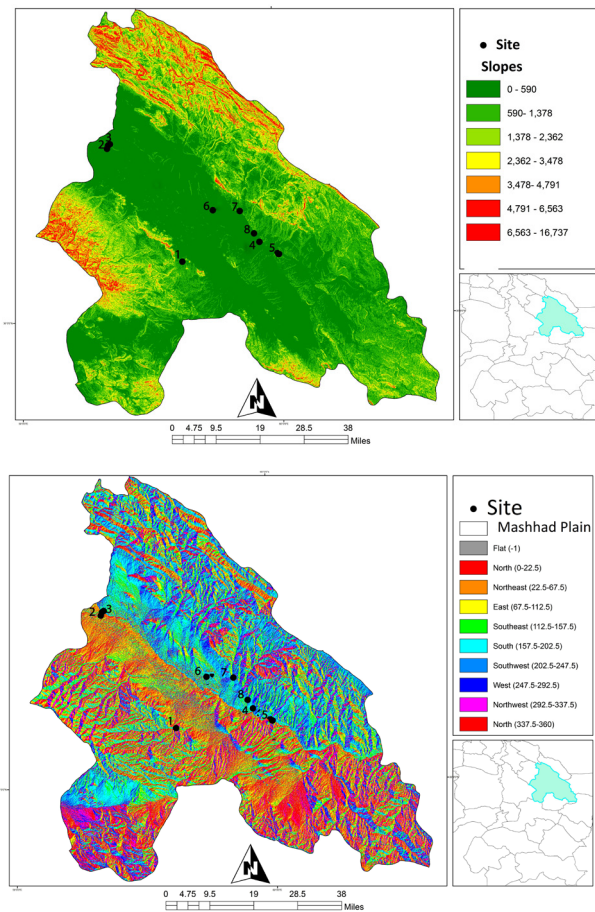 Site
Slopes
0 - 590
590- 1,378
1,378 - 2,362
2,362 - 3,478
3,478- 4,791
4,791 - 6,563
6,563 - 16,737
3
2
6
7
8
4
5
1
N
0 4.75 9.5 19 28.5 38
Miles
Site
Mashhad Plain
Flat (-1)
North (0-22.5)
Northeast (22.5-67.5)
East (67.5-112.5)
Southeast (112.5-157.5)
South (157.5-202.5)
Southwest (202.5-247.5)
West (247.5-292.5)
Northwest (292.5-337.5)
North (337.5-360)
2 3
6
7
8
4
5
1
N
0 4.75 9.5 19 28.5 38
Miles